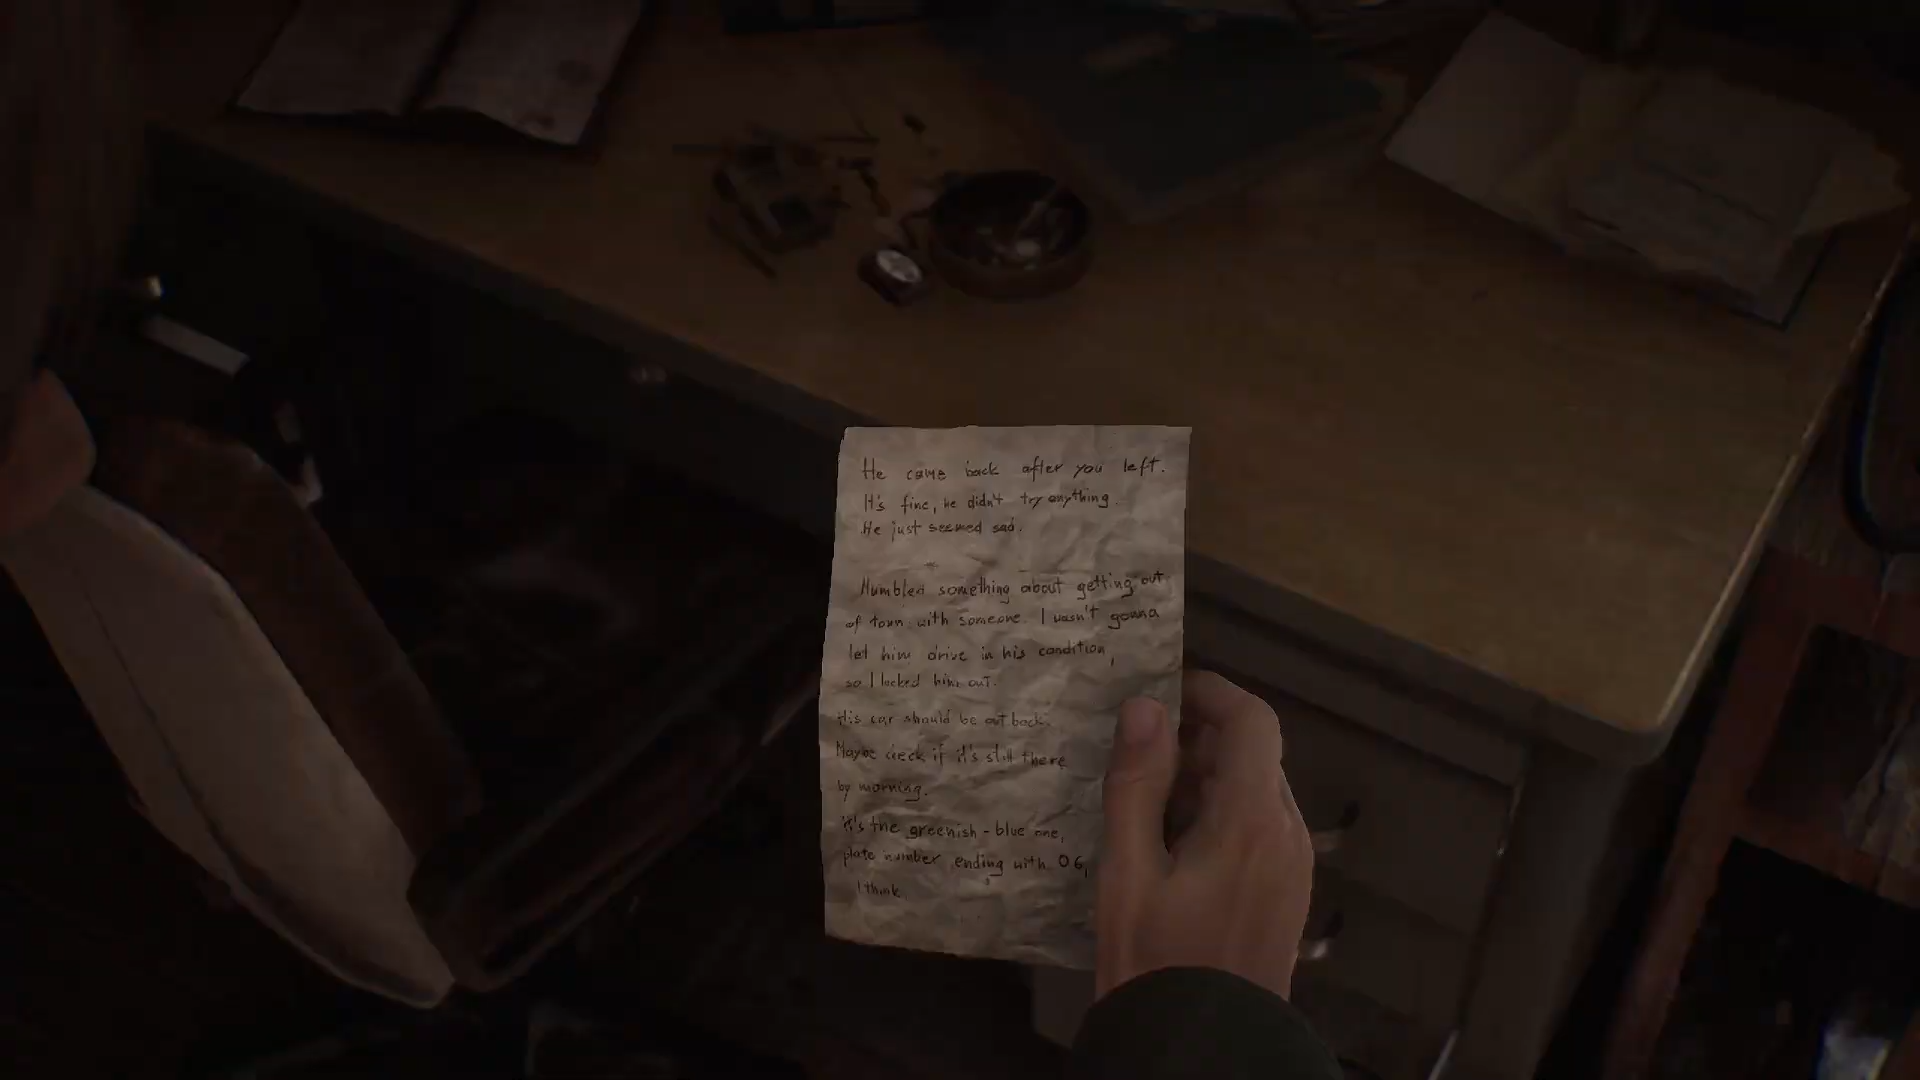 He came back after you left.
It's fine, he didn't try anything.
He just seemed sad.
Mumbled something about getting out
of town with someone. I wasn't gonna
let him drive in his condition,
so I locked him out.
His car should be out back.
Maybe check if it's still there
by morning.
It's the greenish-blue one,
plate number ending with 06,
I think.